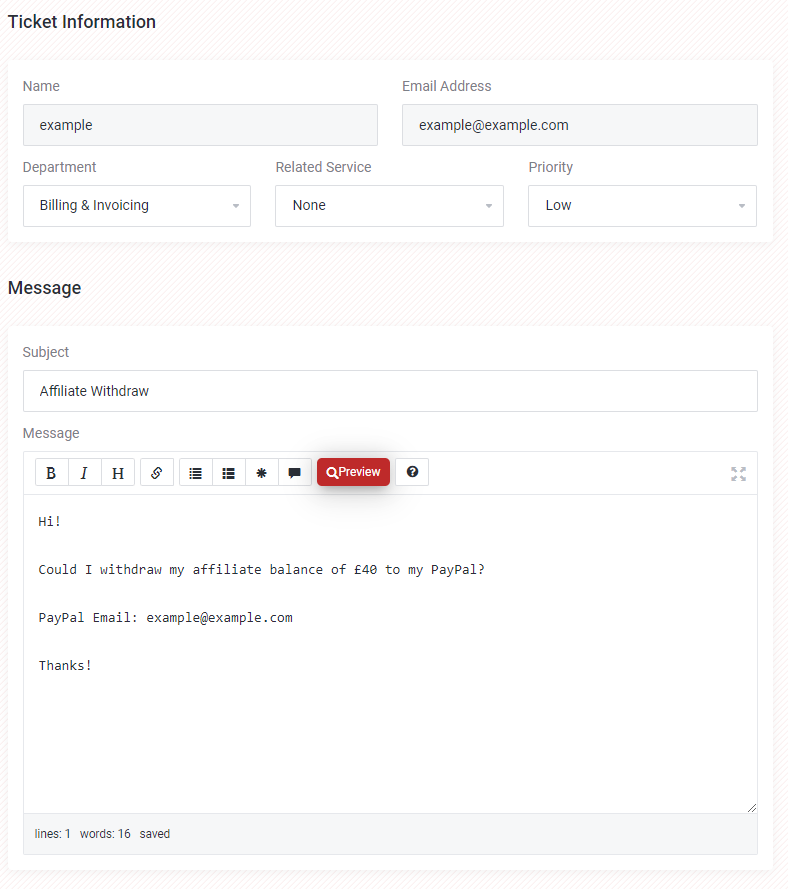 Ticket Information
Name
Email Address
example
example@example.com
Department
Related Service
Priority
Billing & Invoicing
None
Low
Message
Subject
Affiliate Withdraw
Message
B I H Preview
Hi!
Could I withdraw my affiliate balance of £40 to my PayPal?
PayPal Email: example@example.com
Thanks!
lines: 1 words: 16 saved